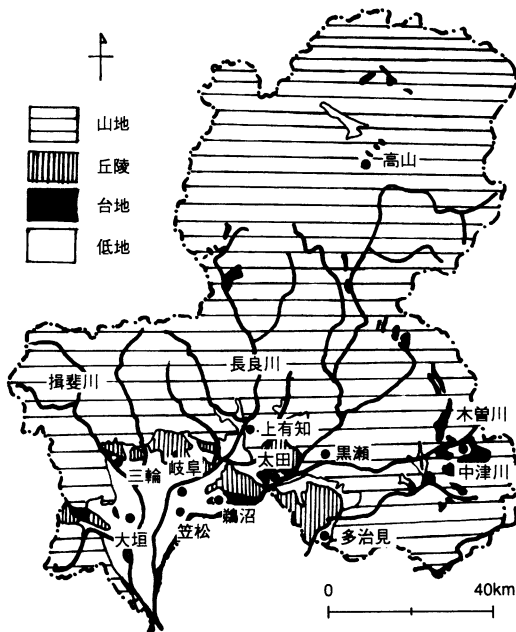 山地
丘陵
台地
低地
高山
長良川
揖斐川
上有知
木曽川
三輪
岐阜
太田
黒瀬
中津川
大垣
笠松
鵜沼
多治見
0
40km